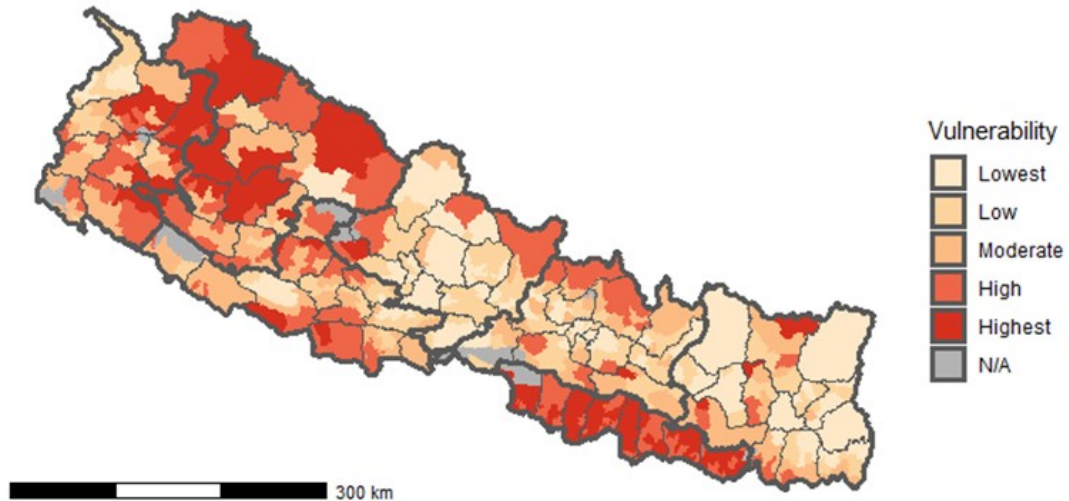 Vulnerability
Lowest
Low
Moderate
High
Highest
N/A
300 km